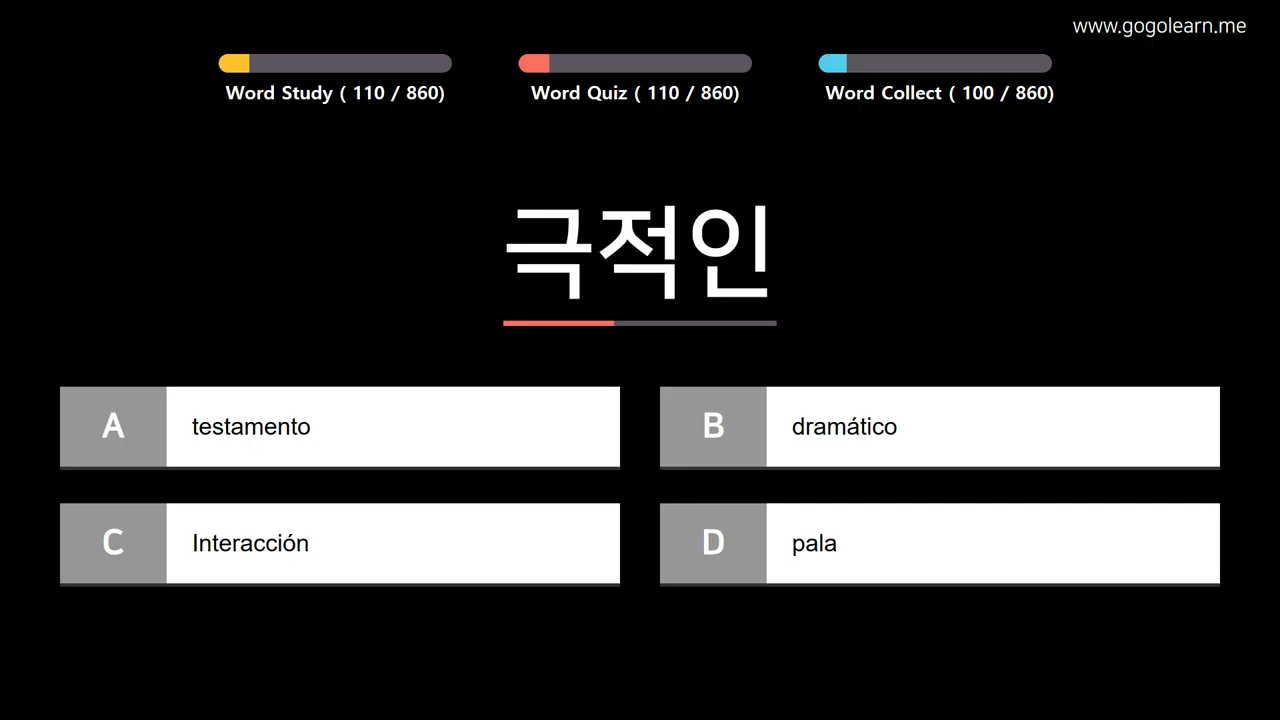 www.gogolearn.me
Word Study ( 110 / 860)
Word Quiz ( 110 / 860)
Word Collect ( 100 / 860)
극적인
A testamento
B dramático
C Interacción
D pala